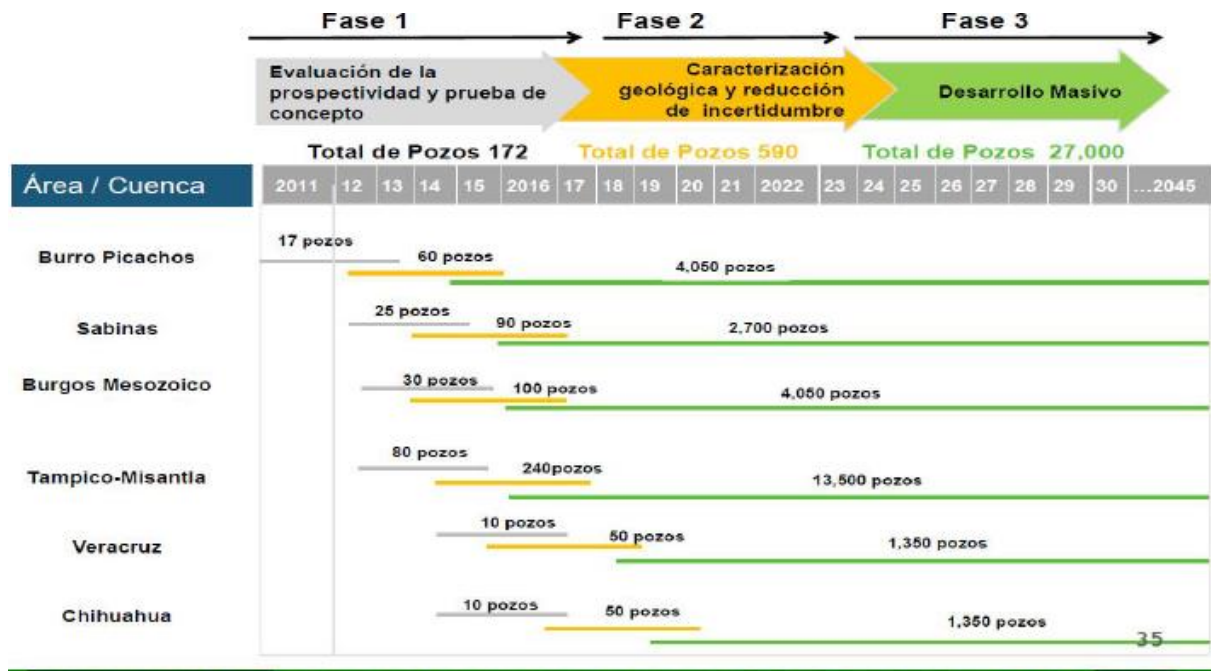 Fase 1 Fase 2 Fase 3
Evaluación de la
prospectividad y prueba de
concepto
Caracterización
geológica y reducción
de incertidumbre
Desarrollo Masivo
Total de Pozos 172 Total de Pozos 590 Total de Pozos 27,000
Área / Cuenca 2011 12 13 14 15 2016 17 18 19 20 21 2022 23 24 25 26 27 28 29 30 ...2045
Burro Picachos 17 pozos 60 pozos 4,050 pozos
Sabinas 25 pozos 90 pozos 2,700 pozos
Burgos Mesozoico 30 pozos 100 pozos 4,050 pozos
Tampico-Misantla 80 pozos 240pozos 13,500 pozos
Veracruz 10 pozos 50 pozos 1,350 pozos
Chihuahua 10 pozos 50 pozos 1,350 pozos
35